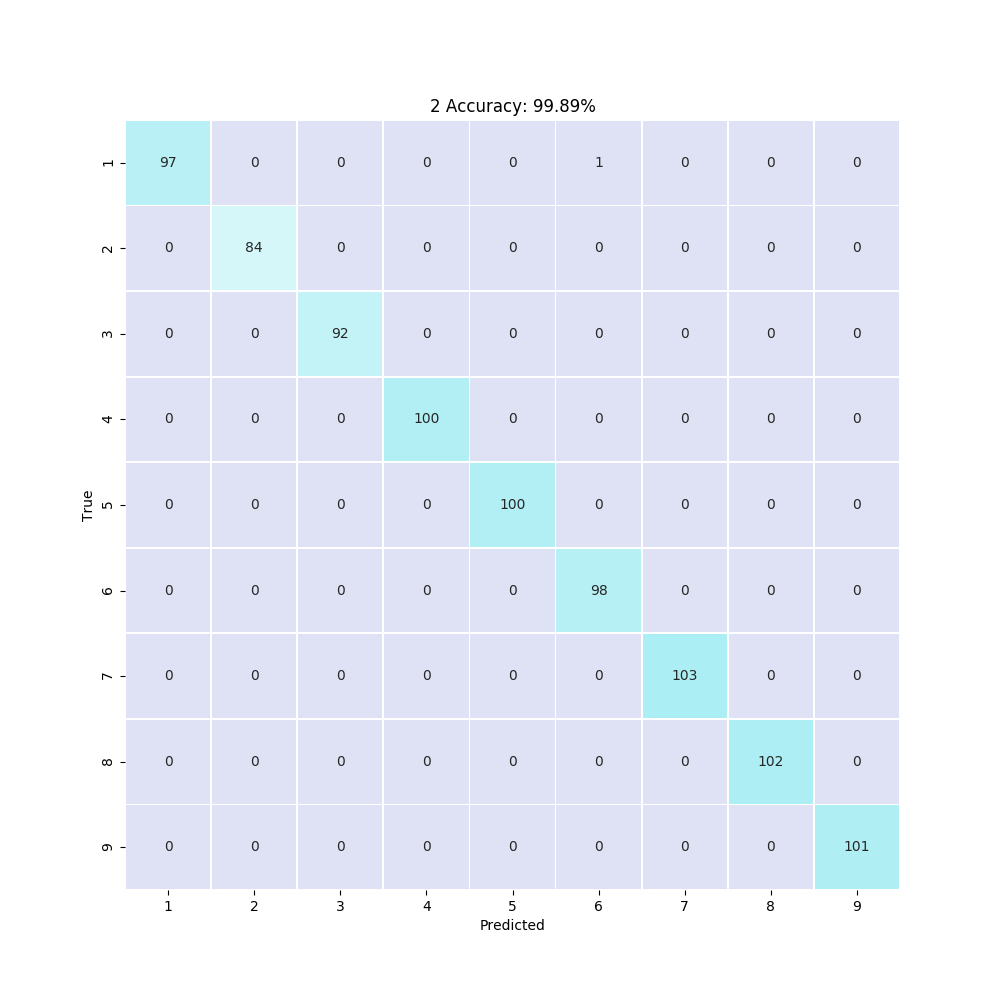 2 Accuracy: 99.89%
1 97 0 0 0 0 1 0 0 0
2 0 84 0 0 0 0 0 0 0
3 0 0 92 0 0 0 0 0 0
4 0 0 0 100 0 0 0 0 0
True
5 0 0 0 0 100 0 0 0 0
6 0 0 0 0 0 98 0 0 0
7 0 0 0 0 0 0 103 0 0
8 0 0 0 0 0 0 0 102 0
9 0 0 0 0 0 0 0 0 101
1 2 3 4 5 6 7 8 9
Predicted